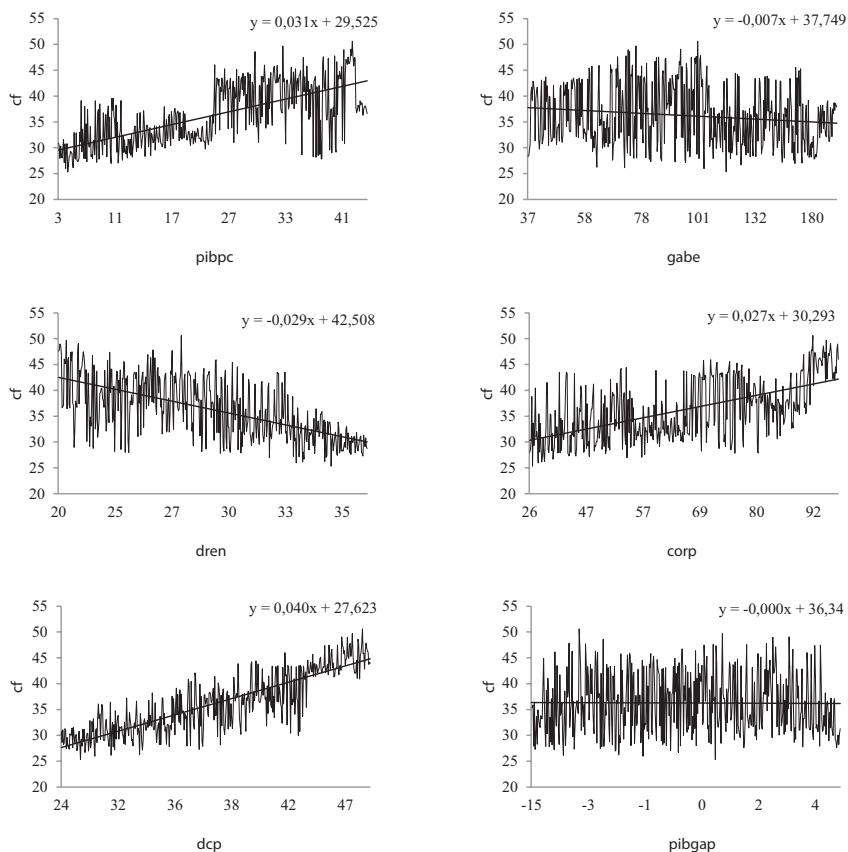 y = 0,031x + 29,525
55
50
45
40
35
30
25
20
cf
3 11 17 27 33 41
pibpc
y = -0,007x + 37,749
55
50
45
40
35
30
25
20
cf
37 58 78 101 132 180
gabe
y = -0,029x + 42,508
55
50
45
40
35
30
25
20
cf
20 25 27 30 33 35
dren
y = 0,027x + 30,293
55
50
45
40
35
30
25
20
cf
26 47 57 69 80 92
corp
y = 0,040x + 27,623
55
50
45
40
35
30
25
20
cf
24 32 36 38 42 47
dcp
y = -0,000x + 36,34
55
50
45
40
35
30
25
20
cf
-15 -3 -1 0 2 4
pibgap